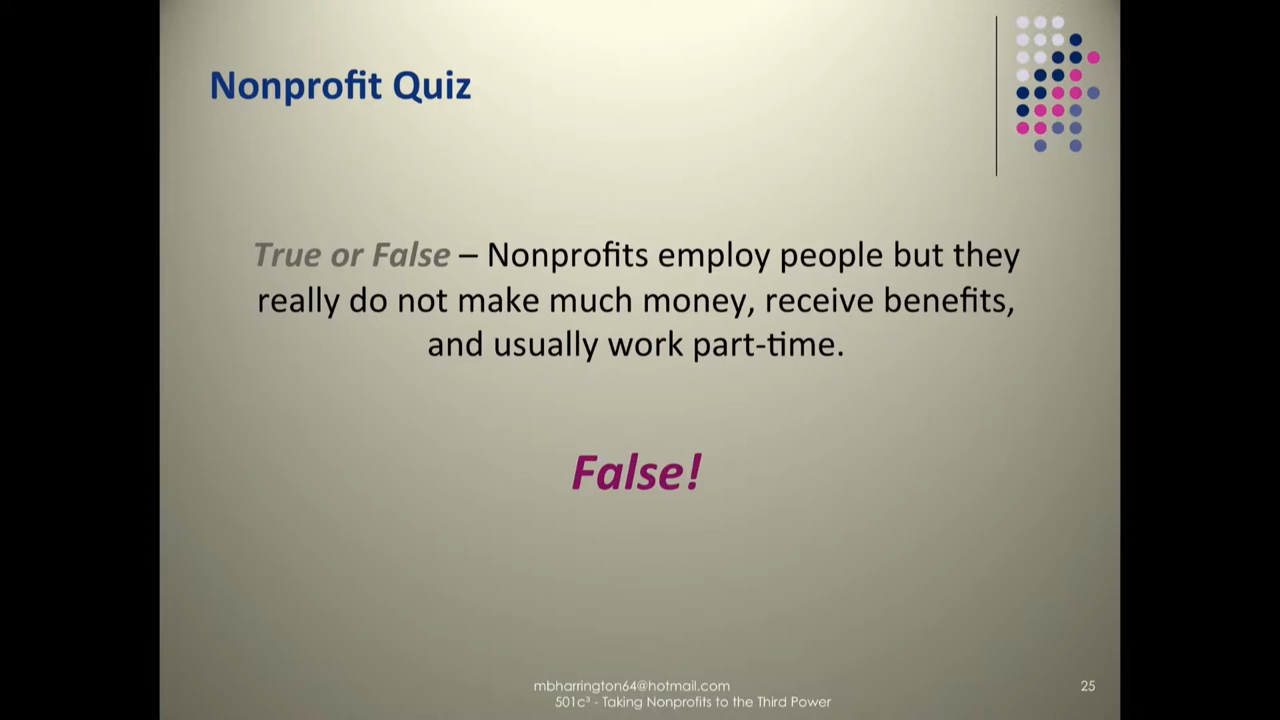 Nonprofit Quiz
True or False – Nonprofits employ people but they
really do not make much money, receive benefits,
and usually work part-time.
False!
mbharrington64@hotmail.com
501c³ - Taking Nonprofits to the Third Power
25